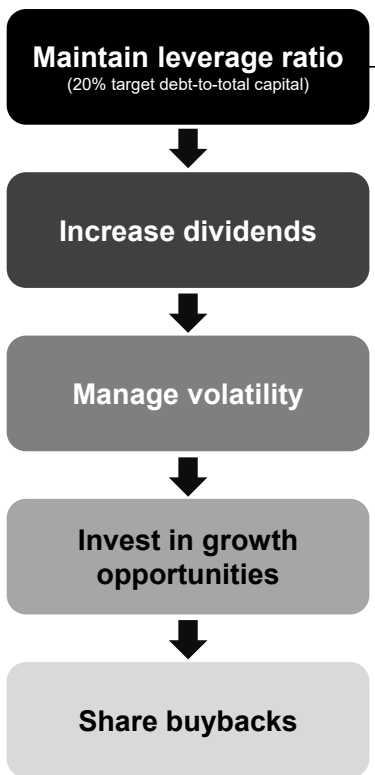 Maintain leverage ratio
(20% target debt-to-total capital)
Increase dividends
Manage volatility
Invest in growth
opportunities
Share buybacks